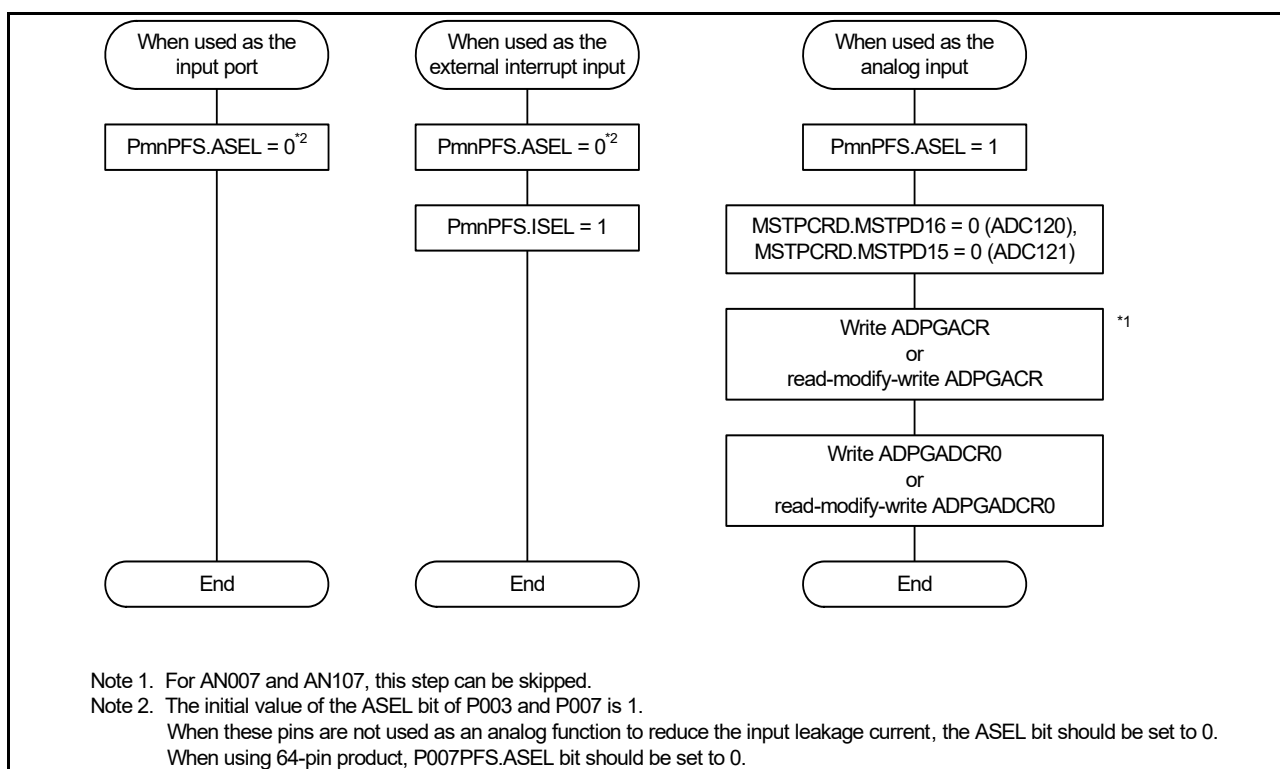 When used as the
input port
PmnPFS.ASEL = 0*2
End
When used as the
external interrupt input
PmnPFS.ASEL = 0*2
PmnPFS.ISEL = 1
End
When used as the
analog input
PmnPFS.ASEL = 1
MSTPCRD.MSTPD16 = 0 (ADC120),
MSTPCRD.MSTPD15 = 0 (ADC121)
Write ADPGACR
or
read-modify-write ADPGACR
*1
Write ADPGADCR0
or
read-modify-write ADPGADCR0
End
Note 1. For AN007 and AN107, this step can be skipped.
Note 2. The initial value of the ASEL bit of P003 and P007 is 1.
When these pins are not used as an analog function to reduce the input leakage current, the ASEL bit should be set to 0.
When using 64-pin product, P007PFS.ASEL bit should be set to 0.